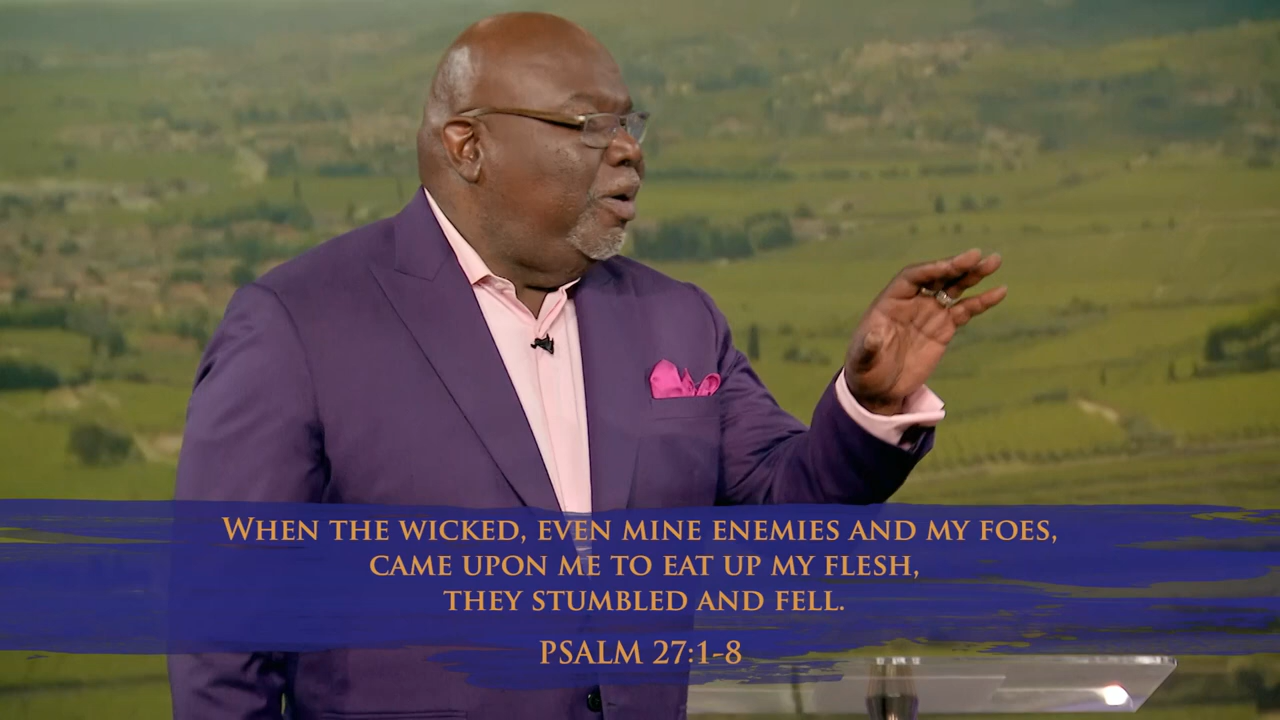 When the wicked, even mine enemies and my foes,
came upon me to eat up my flesh,
they stumbled and fell.
PSALM 27:1-8